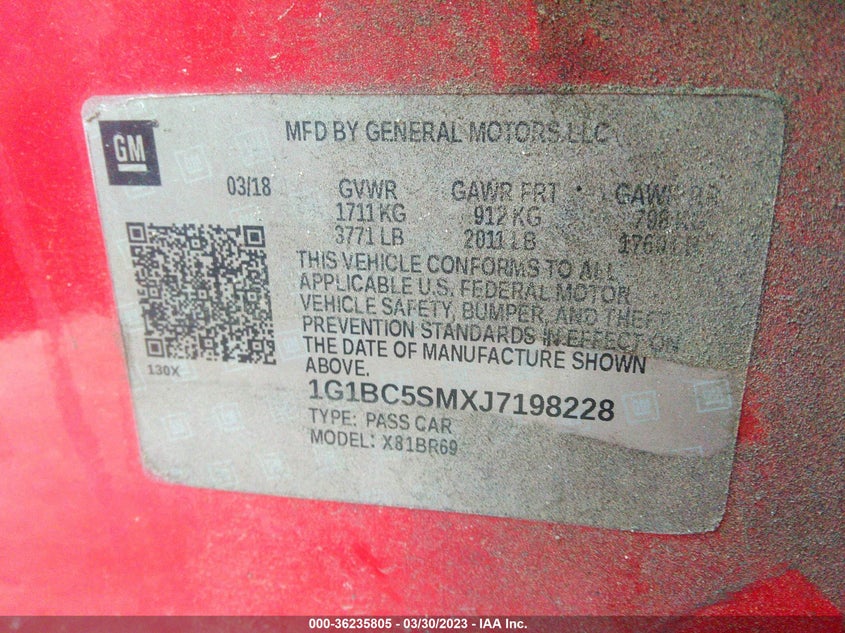 GM
MFD BY GENERAL MOTORS LLC
03/18 GVWR GAWR FRT GAWR RR
1711 KG 912 KG
3771 LB 2011 LB
THIS VEHICLE CONFORMS TO ALL
APPLICABLE U.S. FEDERAL MOTOR
VEHICLE SAFETY, BUMPER, AND THEFT
PREVENTION STANDARDS IN EFFECT ON
THE DATE OF MANUFACTURE SHOWN
ABOVE.
130X
1G1BC5SMXJ7198228
TYPE: PASS CAR
MODEL: X81BR69
000-36235805 - 03/30/2023 - IAA Inc.